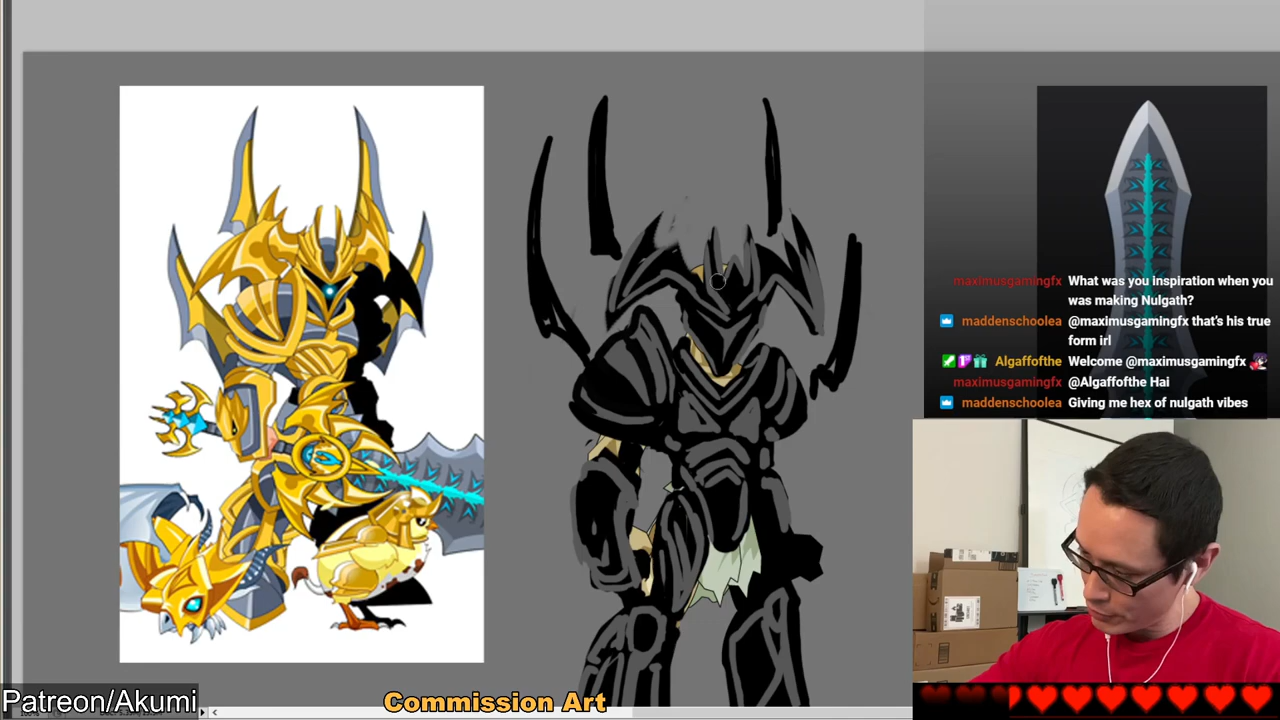 maximusgamingfx What was you inspiration when you
was making Nulgath?
maddenschoolea @maximusgamingfx that's his true
form irl
Algaffofthe Welcome @maximusgamingfx
maximusgamingfx @Algaffofthe Hai
maddenschoolea Giving me hex of nulgath vibes
Patreon/Akumi
Commission Art